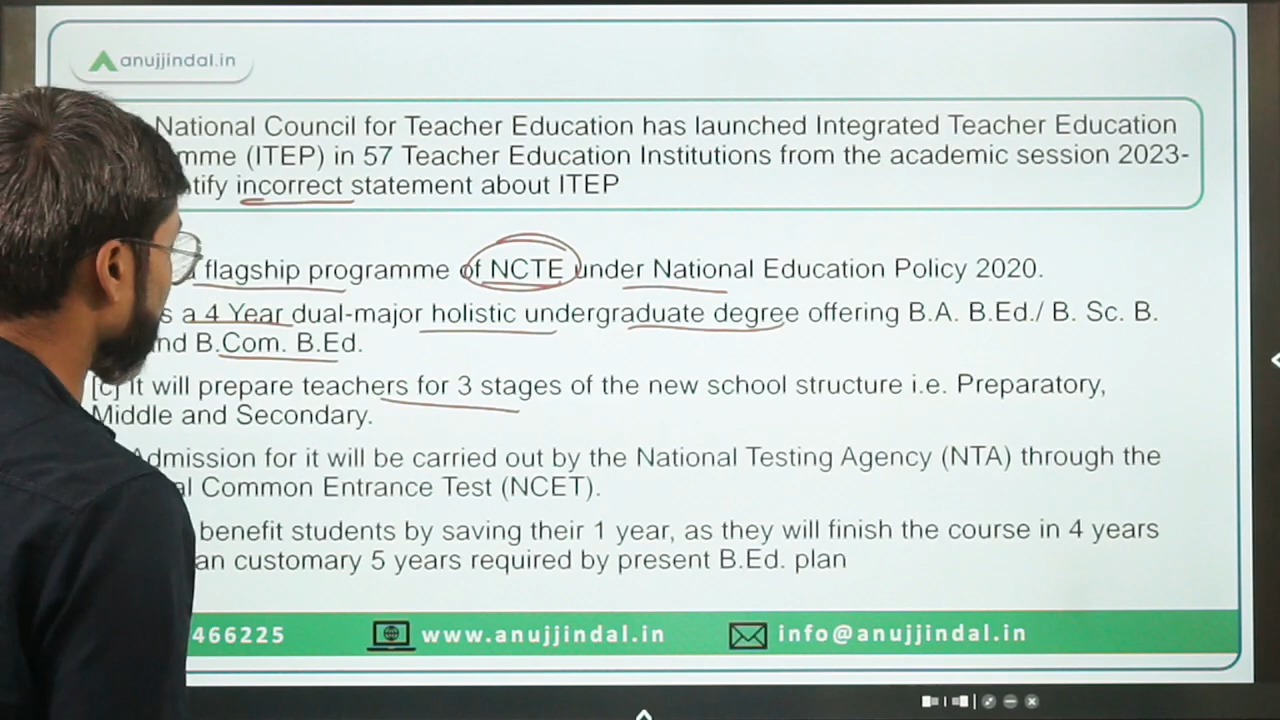 anujjindal.in
National Council for Teacher Education has launched Integrated Teacher Education
mme (ITEP) in 57 Teacher Education Institutions from the academic session 2023-
tify incorrect statement about ITEP
flagship programme of NCTE under National Education Policy 2020.
s a 4 Year dual-major holistic undergraduate degree offering B.A. B.Ed./ B. Sc. B.
nd B.Com. B.Ed.
[c] It will prepare teachers for 3 stages of the new school structure i.e. Preparatory,
Middle and Secondary.
Admission for it will be carried out by the National Testing Agency (NTA) through the
al Common Entrance Test (NCET).
benefit students by saving their 1 year, as they will finish the course in 4 years
an customary 5 years required by present B.Ed. plan
466225
www.anujjindal.in
info@anujjindal.in